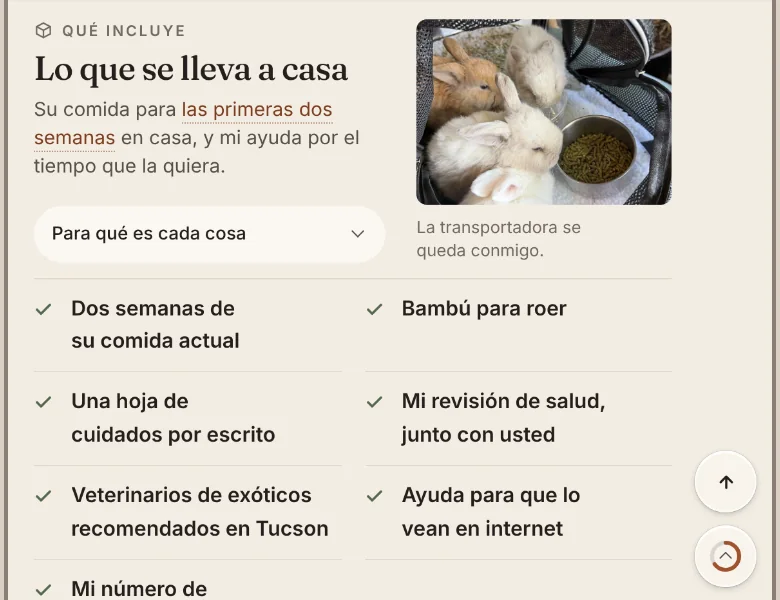 QUÉ INCLUYE
Lo que se lleva a casa
Su comida para las primeras dos
semanas en casa, y mi ayuda por el
tiempo que la quiera.
Para qué es cada cosa
La transportadora se
queda conmigo.
Dos semanas de
su comida actual
Bambú para roer
Una hoja de
cuidados por escrito
Mi revisión de salud,
junto con usted
Veterinarios de exóticos
recomendados en Tucson
Ayuda para que lo
vean en internet
Mi número de